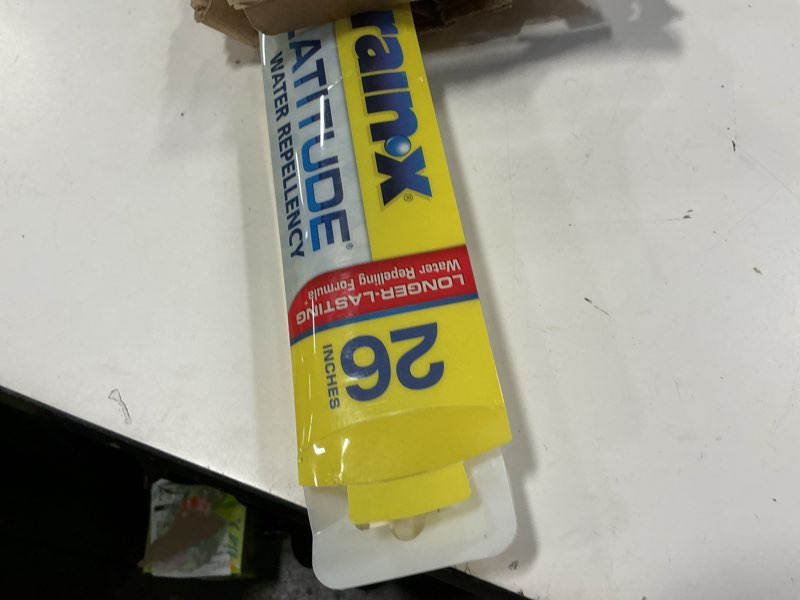 rain·x®
LATITUDE®
WATER REPELLENCY
LONGER-LASTING
Water Repelling Formula*
26
INCHES